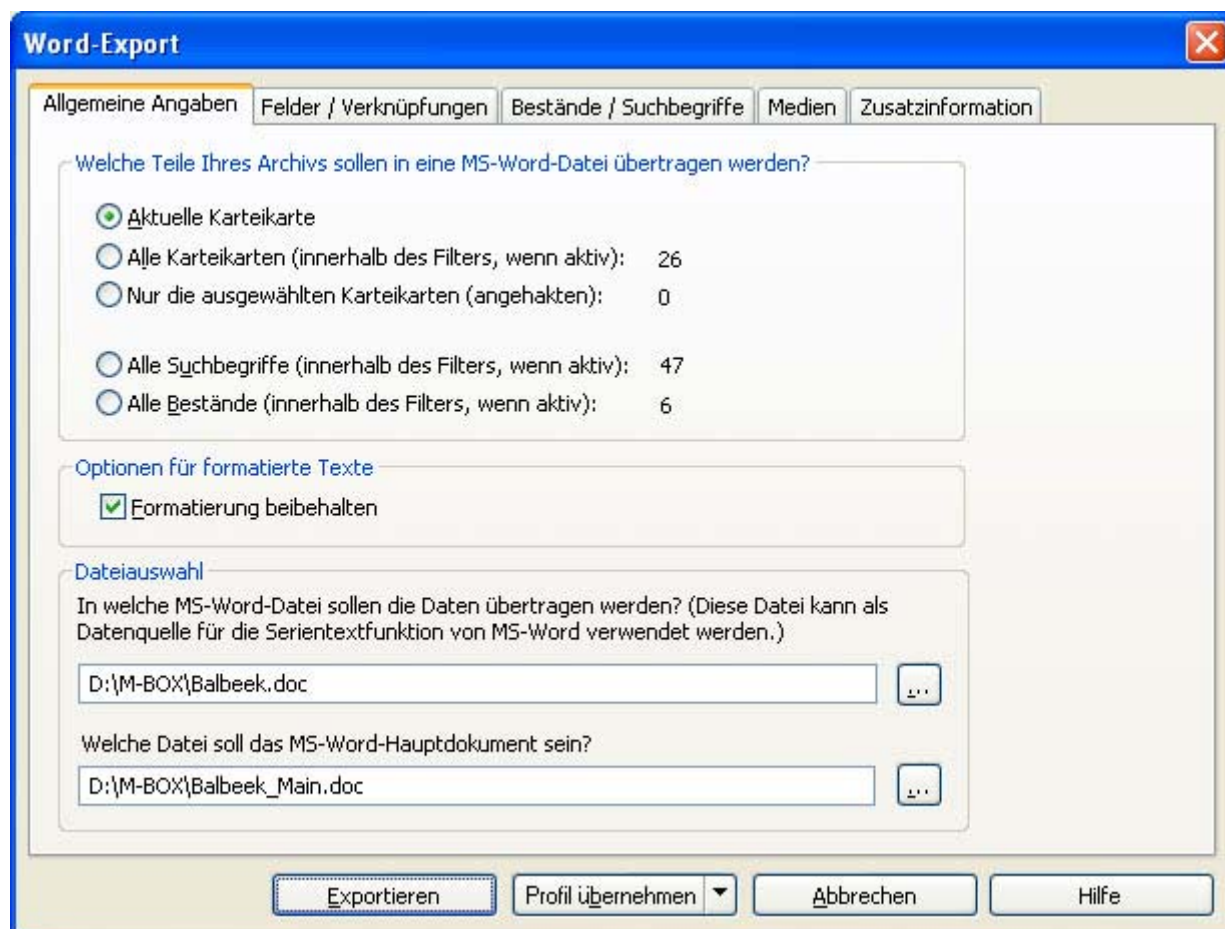 Word-Export
Allgemeine Angaben Felder / Verknüpfungen Bestände / Suchbegriffe Medien Zusatzinformation
Welche Teile Ihres Archivs sollen in eine MS-Word-Datei übertragen werden?
Aktuelle Karteikarte
Alle Karteikarten (innerhalb des Filters, wenn aktiv): 26
Nur die ausgewählten Karteikarten (angehakten): 0
Alle Suchbegriffe (innerhalb des Filters, wenn aktiv): 47
Alle Bestände (innerhalb des Filters, wenn aktiv): 6
Optionen für formatierte Texte
Formatierung beibehalten
Dateiauswahl
In welche MS-Word-Datei sollen die Daten übertragen werden? (Diese Datei kann als
Datenquelle für die Serientextfunktion von MS-Word verwendet werden.)
D:\M-BOX\Balbeek.doc ...
Welche Datei soll das MS-Word-Hauptdokument sein?
D:\M-BOX\Balbeek_Main.doc ...
Exportieren Profil übernehmen Abbrechen Hilfe